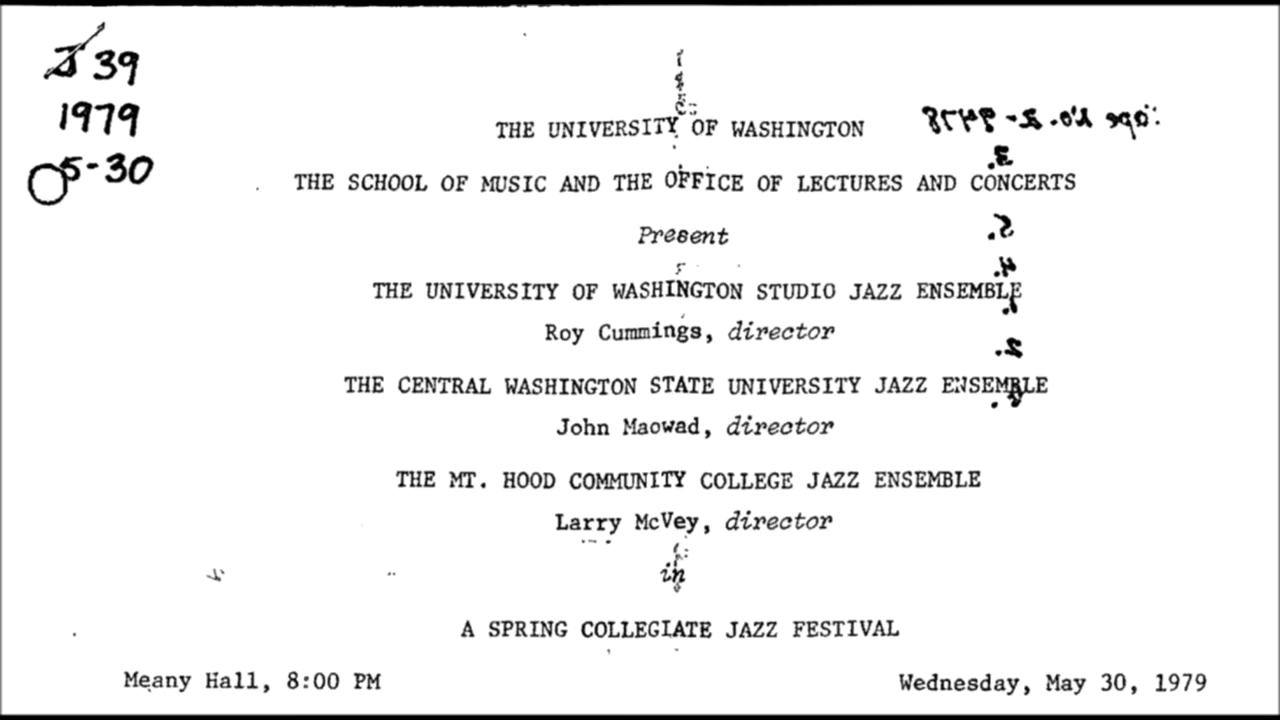 J 39
1979
5-30
THE UNIVERSITY OF WASHINGTON
THE SCHOOL OF MUSIC AND THE OFFICE OF LECTURES AND CONCERTS
Present
THE UNIVERSITY OF WASHINGTON STUDIO JAZZ ENSEMBLE
Roy Cummings, director
THE CENTRAL WASHINGTON STATE UNIVERSITY JAZZ ENSEMBLE
John Maowad, director
THE MT. HOOD COMMUNITY COLLEGE JAZZ ENSEMBLE
Larry McVey, director
in
A SPRING COLLEGIATE JAZZ FESTIVAL
Meany Hall, 8:00 PM
Wednesday, May 30, 1979